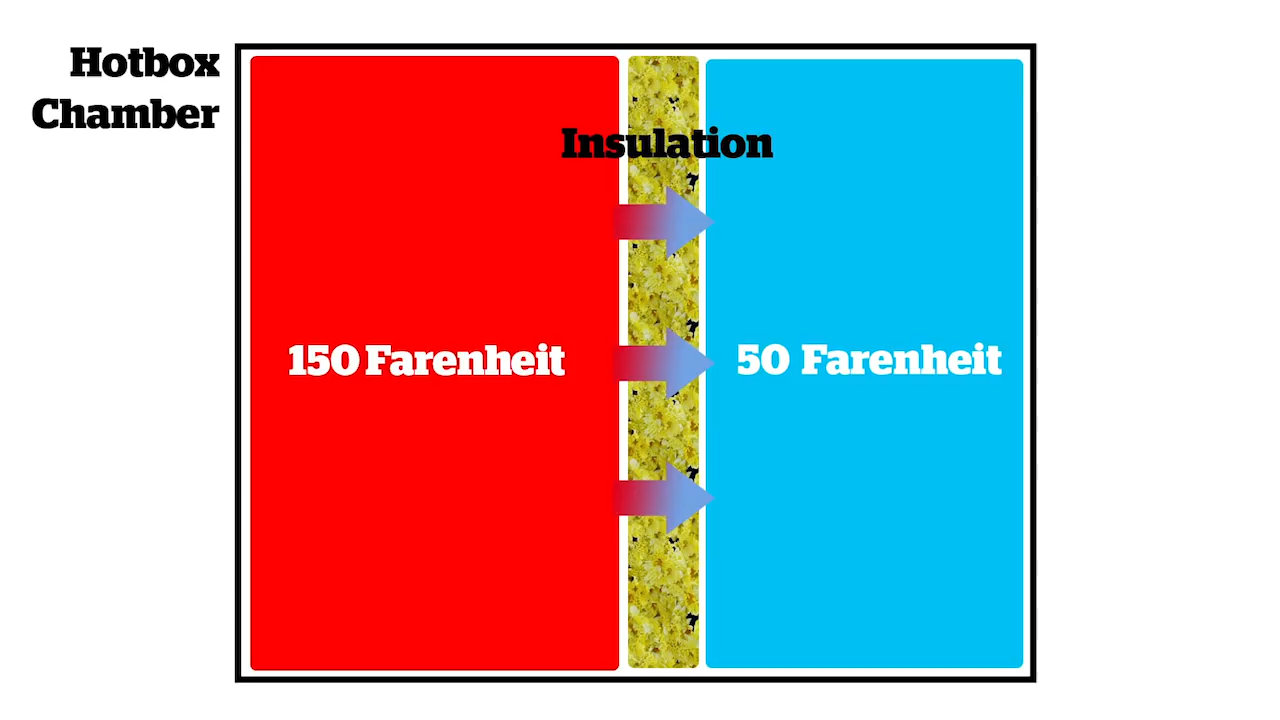 Hotbox
Chamber
Insulation
150 Farenheit
50 Farenheit